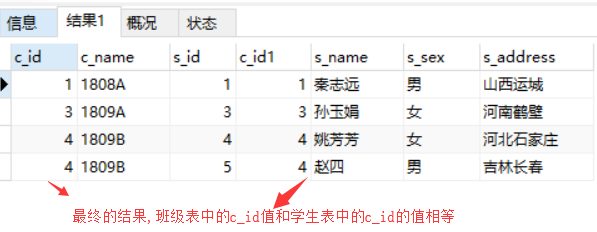 信息 结果1 概况 状态
c_id c_name s_id c_id1 s_name s_sex s_address
1 1808A 1 1 秦志远 男 山西运城
3 1809A 3 3 孙玉娟 女 河南鹤壁
4 1809B 4 4 姚芳芳 女 河北石家庄
4 1809B 5 4 赵四 男 吉林长春
最终的结果,班级表中的c_id值和学生表中的c_id的值相等